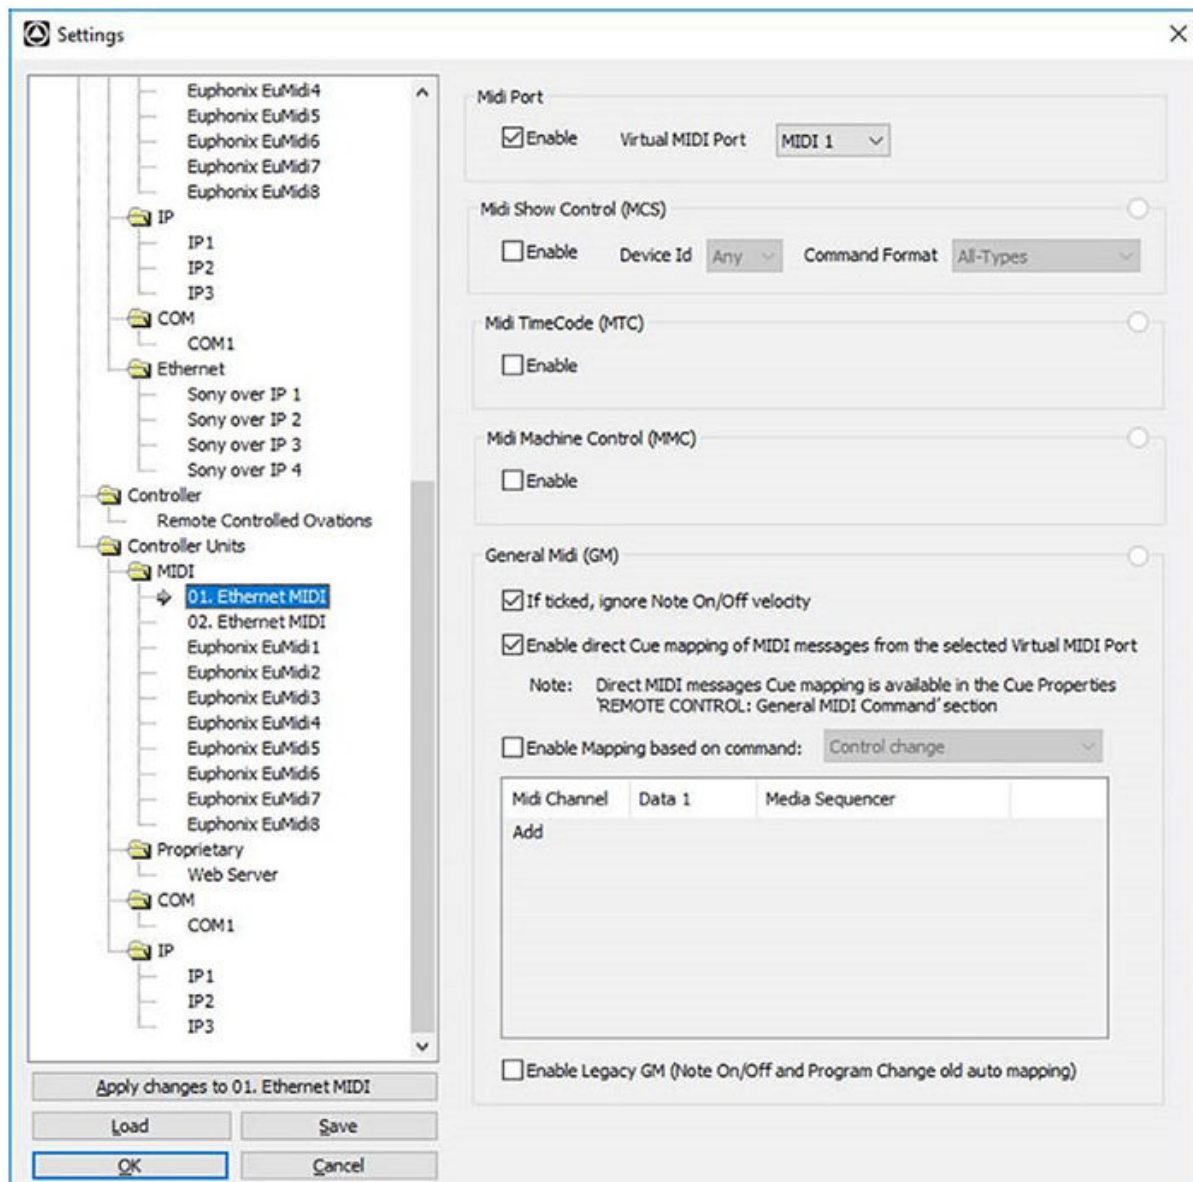 Settings
Euphonix EuMidi4
Euphonix EuMidi5
Euphonix EuMidi6
Euphonix EuMidi7
Euphonix EuMidi8
IP
IP1
IP2
IP3
COM
COM1
Ethernet
Sony over IP 1
Sony over IP 2
Sony over IP 3
Sony over IP 4
Controller
Remote Controlled Ovations
Controller Units
MIDI
01. Ethernet MIDI
02. Ethernet MIDI
Euphonix EuMidi1
Euphonix EuMidi2
Euphonix EuMidi3
Euphonix EuMidi4
Euphonix EuMidi5
Euphonix EuMidi6
Euphonix EuMidi7
Euphonix EuMidi8
Proprietary
Web Server
COM
COM1
IP
IP1
IP2
IP3
Apply changes to 01. Ethernet MIDI
Load Save
OK Cancel
Midi Port
Enable Virtual MIDI Port MIDI 1
Midi Show Control (MCS)
Enable Device Id Any Command Format All-Types
Midi TimeCode (MTC)
Enable
Midi Machine Control (MMC)
Enable
General Midi (GM)
If ticked, ignore Note On/Off velocity
Enable direct Cue mapping of MIDI messages from the selected Virtual MIDI Port
Note: Direct MIDI messages Cue mapping is available in the Cue Properties
'REMOTE CONTROL: General MIDI Command' section
Enable Mapping based on command: Control change
Midi Channel Data 1 Media Sequencer
Add
Enable Legacy GM (Note On/Off and Program Change old auto mapping)